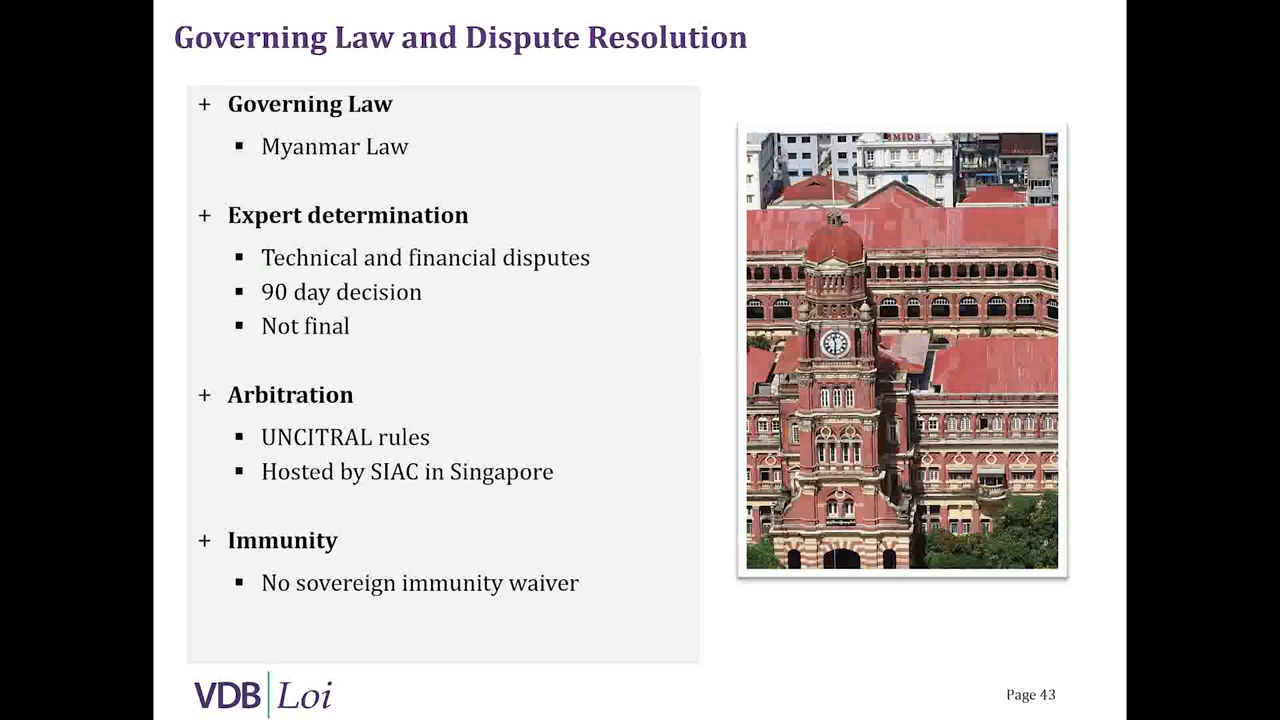 Governing Law and Dispute Resolution
+ Governing Law
▪ Myanmar Law
+ Expert determination
▪ Technical and financial disputes
▪ 90 day decision
▪ Not final
+ Arbitration
▪ UNCITRAL rules
▪ Hosted by SIAC in Singapore
+ Immunity
▪ No sovereign immunity waiver
SMIDB
VDB Loi
Page 43